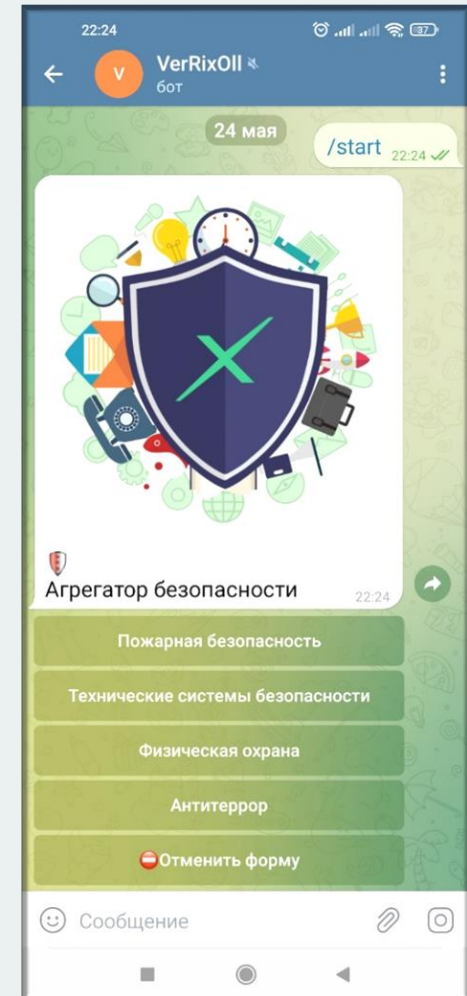 22:24
37
V
VerRixOll
бот
24 мая
/start 22:24
Агрегатор безопасности 22:24
Пожарная безопасность
Технические системы безопасности
Физическая охрана
Антитеррор
Отменить форму
Сообщение